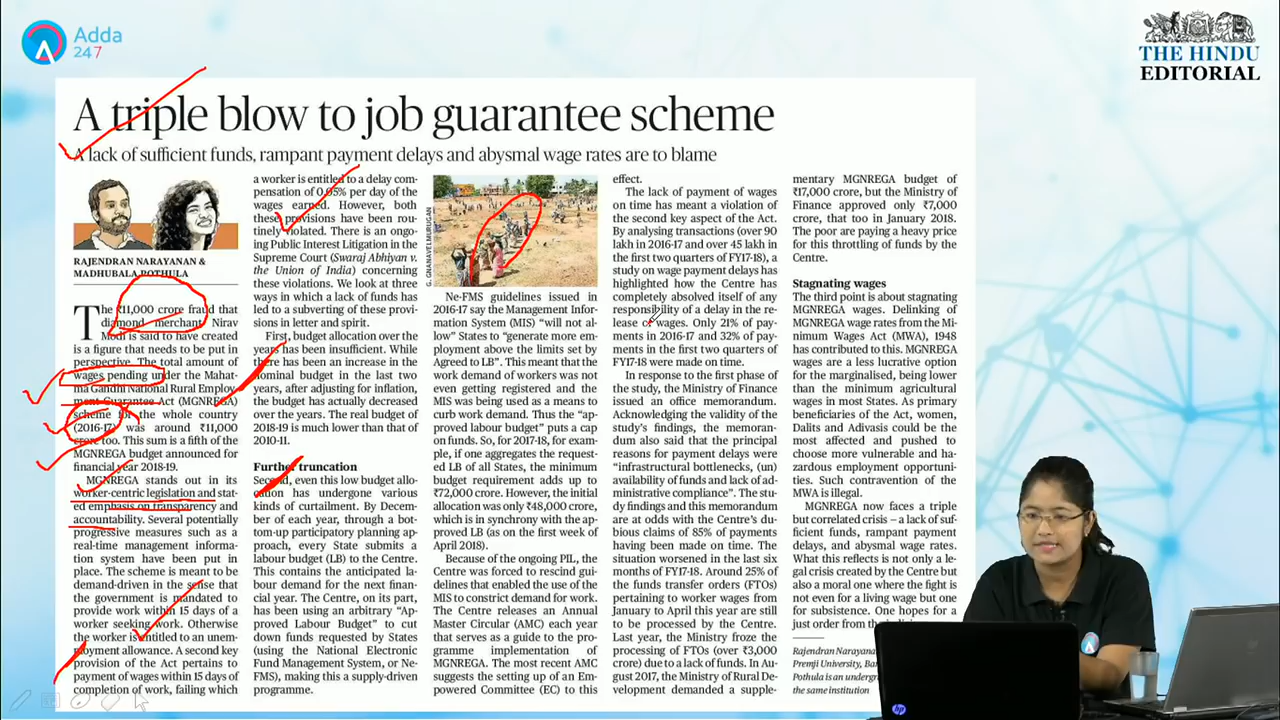 Adda
247
THE HINDU
EDITORIAL
A triple blow to job guarantee scheme
A lack of sufficient funds, rampant payment delays and abysmal wage rates are to blame
RAJENDRAN NARAYANAN &
MADHUBALA POTHULA
The ₹11,000 crore fraud that
diamond merchant Nirav
Modi is said to have created
is a figure that needs to be put in
perspective. The total amount of
wages pending under the Mahat-
ma Gandhi National Rural Employ-
ment Guarantee Act (MGNREGA)
scheme for the whole country
(2016-17) was around ₹11,000
crore too. This sum is a fifth of the
MGNREGA budget announced for
financial year 2018-19.
MGNREGA stands out in its
worker-centric legislation and stat-
ed emphasis on transparency and
accountability. Several potentially
progressive measures such as a
real-time management informa-
tion system have been put in
place. The scheme is meant to be
demand-driven in the sense that
the government is mandated to
provide work within 15 days of a
worker seeking work. Otherwise
the worker is entitled to an unem-
ployment allowance. A second key
provision of the Act pertains to
payment of wages within 15 days of
completion of work, failing which
a worker is entitled to a delay com-
pensation of 0.05% per day of the
wages earned. However, both
these provisions have been rou-
tinely violated. There is an ongo-
ing Public Interest Litigation in the
Supreme Court (Swaraj Abhiyan v.
the Union of India) concerning
these violations. We look at three
ways in which a lack of funds has
led to a subverting of these provi-
sions in letter and spirit.
First, budget allocation over the
years has been insufficient. While
there has been an increase in the
nominal budget in the last two
years, after adjusting for inflation,
the budget has actually decreased
over the years. The real budget of
2018-19 is much lower than that of
2010-11.
Further truncation
Second, even this low budget allo-
cation has undergone various
kinds of curtailment. By Decem-
ber of each year, through a bot-
tom-up participatory planning
approach, every State submits a
labour budget (LB) to the Centre.
This contains the anticipated la-
bour demand for the next finan-
cial year. The Centre, on its part,
has been using an arbitrary “Ap-
proved Labour Budget” to cut
down funds requested by States
(using the National Electronic
Fund Management System, or Ne-
FMS), making this a supply-driven
programme.
G. GNANAVELMURUGAN
Ne-FMS guidelines issued in
2016-17 say the Management Infor-
mation System (MIS) “will not al-
low” States to “generate more em-
ployment above the limits set by
Agreed to LB”. This meant that the
work demand of workers was not
even getting registered and the
MIS was being used as a means to
curb work demand. Thus the “ap-
proved labour budget” puts a cap
on funds. So, for 2017-18, for exam-
ple, if one aggregates the request-
ed LB of all States, the minimum
budget requirement adds up to
₹72,000 crore. However, the initial
allocation was only ₹48,000 crore,
which is in synchrony with the ap-
proved LB (as on the first week of
April 2018).
Because of the ongoing PIL, the
Centre was forced to rescind gui-
delines that enabled the use of the
MIS to constrict demand for work.
The Centre releases an Annual
Master Circular (AMC) each year
that serves as a guide to the pro-
gramme implementation of
MGNREGA. The most recent AMC
suggests the setting up of an Em-
powered Committee (EC) to this
effect.
The lack of payment of wages
on time has meant a violation of
the second key aspect of the Act.
By analysing transactions (over 90
lakh in 2016-17 and over 45 lakh in
the first two quarters of FY17-18), a
study on wage payment delays has
highlighted how the Centre has
completely absolved itself of any
responsibility of a delay in the re-
lease of wages. Only 21% of pay-
ments in 2016-17 and 32% of pay-
ments in the first two quarters of
FY17-18 were made on time.
In response to the first phase of
the study, the Ministry of Finance
issued an office memorandum.
Acknowledging the validity of the
study’s findings, the memoran-
dum also said that the principal
reasons for payment delays were
“infrastructural bottlenecks, (un)
availability of funds and lack of ad-
ministrative compliance”. The stu-
dy findings and this memorandum
are at odds with the Centre’s du-
bious claims of 85% of payments
having been made on time. The
situation worsened in the last six
months of FY17-18. Around 25% of
the funds transfer orders (FTOs)
pertaining to worker wages from
January to April this year are still
to be processed by the Centre.
Last year, the Ministry froze the
processing of FTOs (over ₹3,000
crore) due to a lack of funds. In Au-
gust 2017, the Ministry of Rural De-
velopment demanded a supple-
mentary MGNREGA budget of
₹17,000 crore, but the Ministry of
Finance approved only ₹7,000
crore, that too in January 2018.
The poor are paying a heavy price
for this throttling of funds by the
Centre.
Stagnating wages
The third point is about stagnating
MGNREGA wages. Delinking of
MGNREGA wage rates from the Mi-
nimum Wages Act (MWA), 1948
has contributed to this. MGNREGA
wages are a less lucrative option
for the marginalised, being lower
than the minimum agricultural
wages in most States. As primary
beneficiaries of the Act, women,
Dalits and Adivasis could be the
most affected and pushed to
choose more vulnerable and ha-
zardous employment opportuni-
ties. Such contravention of the
MWA is illegal.
MGNREGA now faces a triple
but correlated crisis – a lack of suf-
ficient funds, rampant payment
delays, and abysmal wage rates.
What this reflects is not only a le-
gal crisis created by the Centre but
also a moral one where the fight is
not even for a living wage but one
for subsistence. One hopes for a
just order from the
Rajendran Narayana
Premji University,
Pothula is an undergr
the same institution
hp